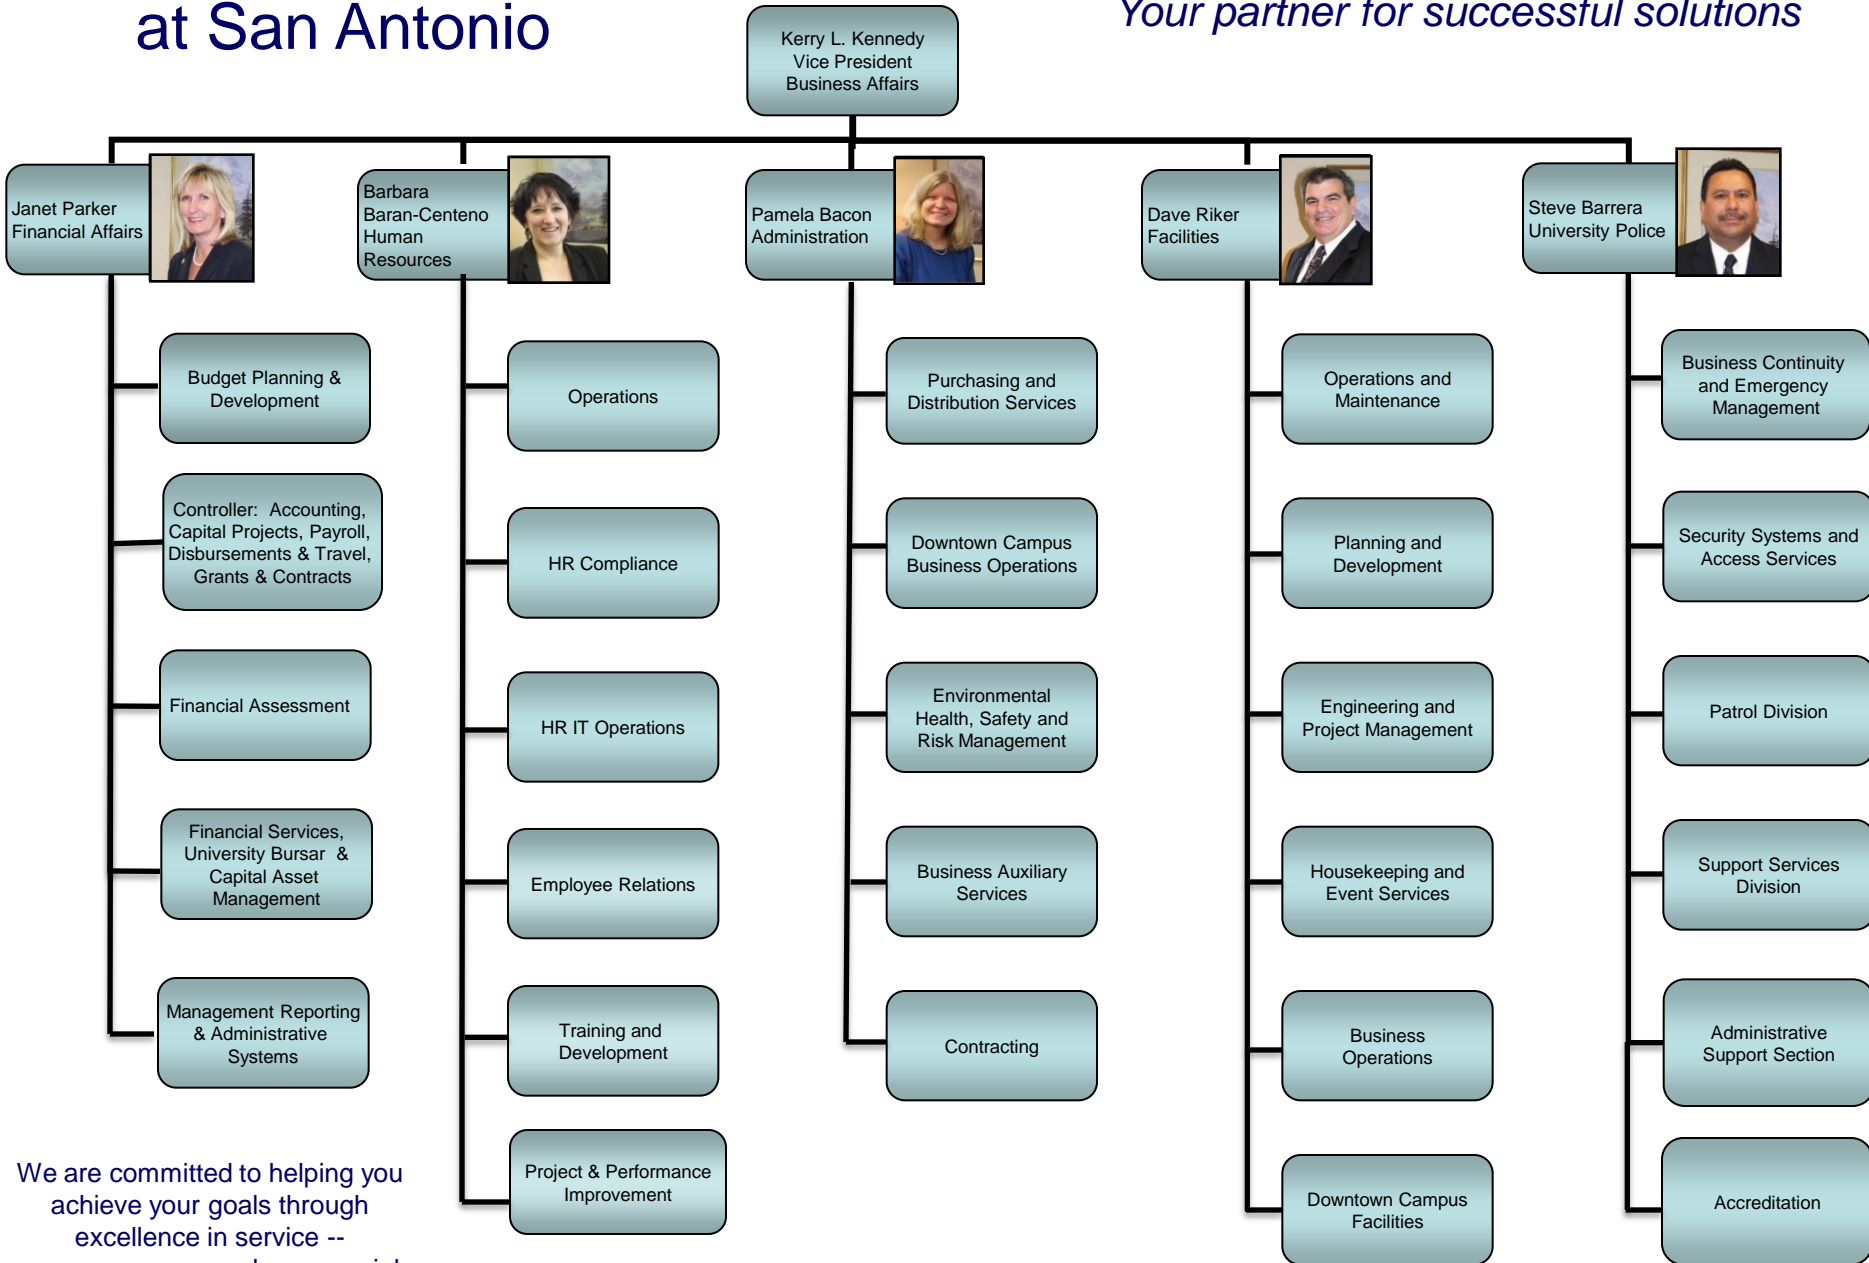 at San Antonio
Your partner for successful solutions
Kerry L. Kennedy
Vice President
Business Affairs
Janet Parker
Financial Affairs
Barbara
Baran-Centeno
Human
Resources
Pamela Bacon
Administration
Dave Riker
Facilities
Steve Barrera
University Police
Budget Planning &
Development
Controller:  Accounting,
Capital Projects, Payroll,
Disbursements & Travel,
Grants & Contracts
Financial Assessment
Financial Services,
University Bursar  &
Capital Asset
Management
Management Reporting
& Administrative
Systems
Operations
HR Compliance
HR IT Operations
Employee Relations
Training and
Development
Project & Performance
Improvement
Purchasing and
Distribution Services
Downtown Campus
Business Operations
Environmental
Health, Safety and
Risk Management
Business Auxiliary
Services
Contracting
Operations and
Maintenance
Planning and
Development
Engineering and
Project Management
Housekeeping and
Event Services
Business
Operations
Downtown Campus
Facilities
Business Continuity
and Emergency
Management
Security Systems and
Access Services
Patrol Division
Support Services
Division
Administrative
Support Section
Accreditation
We are committed to helping you
achieve your goals through
excellence in service --